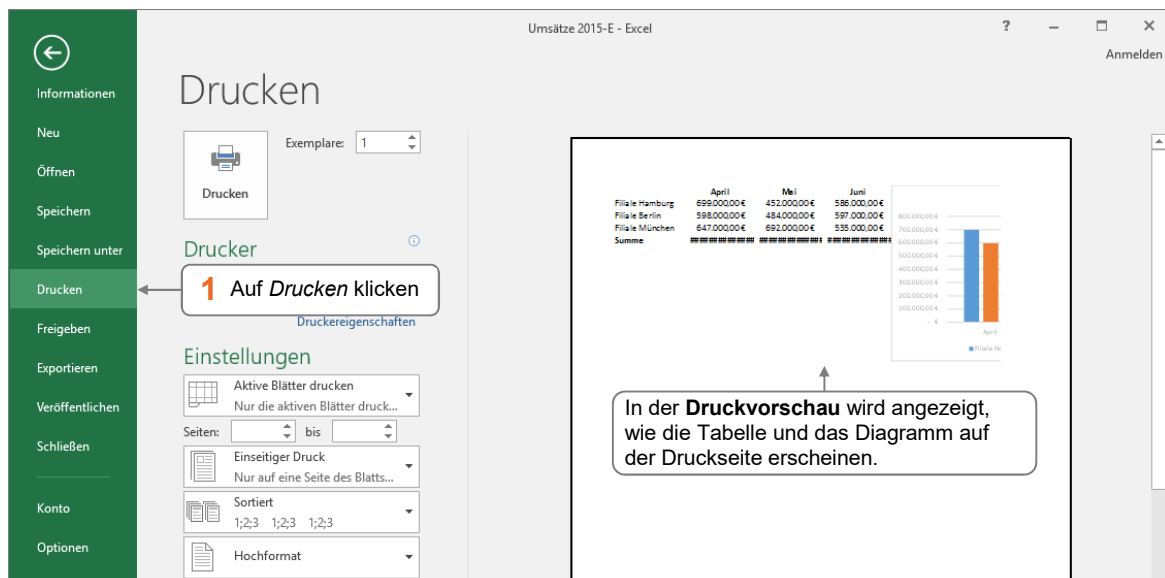 Umsätze 2015-E - Excel
?
Anmelden
Informationen
Neu
Öffnen
Speichern
Speichern unter
Drucken
Freigeben
Exportieren
Veröffentlichen
Schließen
Konto
Optionen
Drucken
Exemplare: 1
Drucken
Drucker
1 Auf Drucken klicken
Druckereigenschaften
Einstellungen
Aktive Blätter drucken
Nur die aktiven Blätter druck...
Seiten: bis
Einseitiger Druck
Nur auf eine Seite des Blatts...
Sortiert
1;2;3 1;2;3 1;2;3
Hochformat
April Mai Juni
Filiale Hamburg 699.000,00 € 452.000,00 € 586.000,00 €
Filiale Berlin 598.000,00 € 484.000,00 € 597.000,00 €
Filiale München 647.000,00 € 692.000,00 € 535.000,00 €
Summe
800.000,00 €
700.000,00 €
600.000,00 €
500.000,00 €
400.000,00 €
300.000,00 €
200.000,00 €
100.000,00 €
- €
April
Filiale Ha
In der Druckvorschau wird angezeigt,
wie die Tabelle und das Diagramm auf
der Druckseite erscheinen.